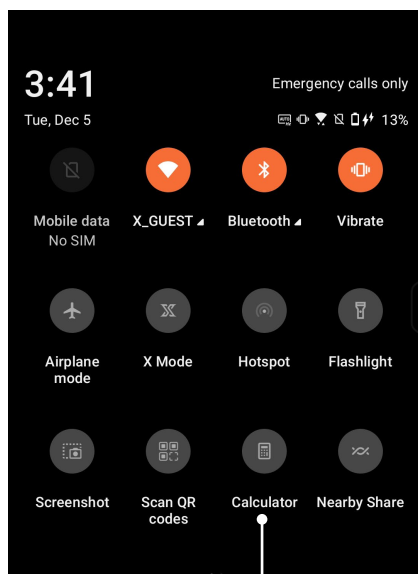 3:41
Emergency calls only
Tue, Dec 5
13%
Mobile data
No SIM
X_GUEST
Bluetooth
Vibrate
Airplane
mode
X Mode
Hotspot
Flashlight
Screenshot
Scan QR
codes
Calculator
Nearby Share